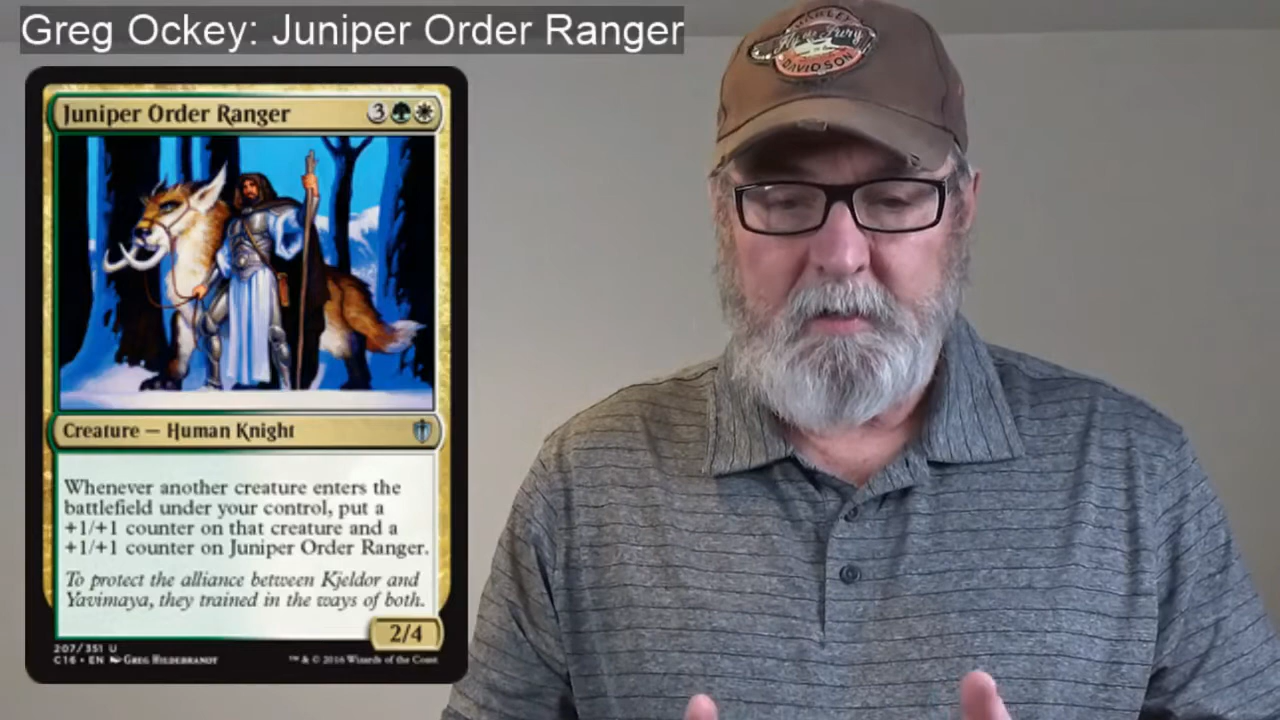 Greg Ockey: Juniper Order Ranger
Juniper Order Ranger 3
Creature — Human Knight
Whenever another creature enters the
battlefield under your control, put a
+1/+1 counter on that creature and a
+1/+1 counter on Juniper Order Ranger.
To protect the alliance between Kjeldor and
Yavimaya, they trained in the ways of both.
2/4
207/351 U
C16 • EN Greg Hildebrandt
™ & © 2016 Wizards of the Coast
HARLEY
DAVIDSON